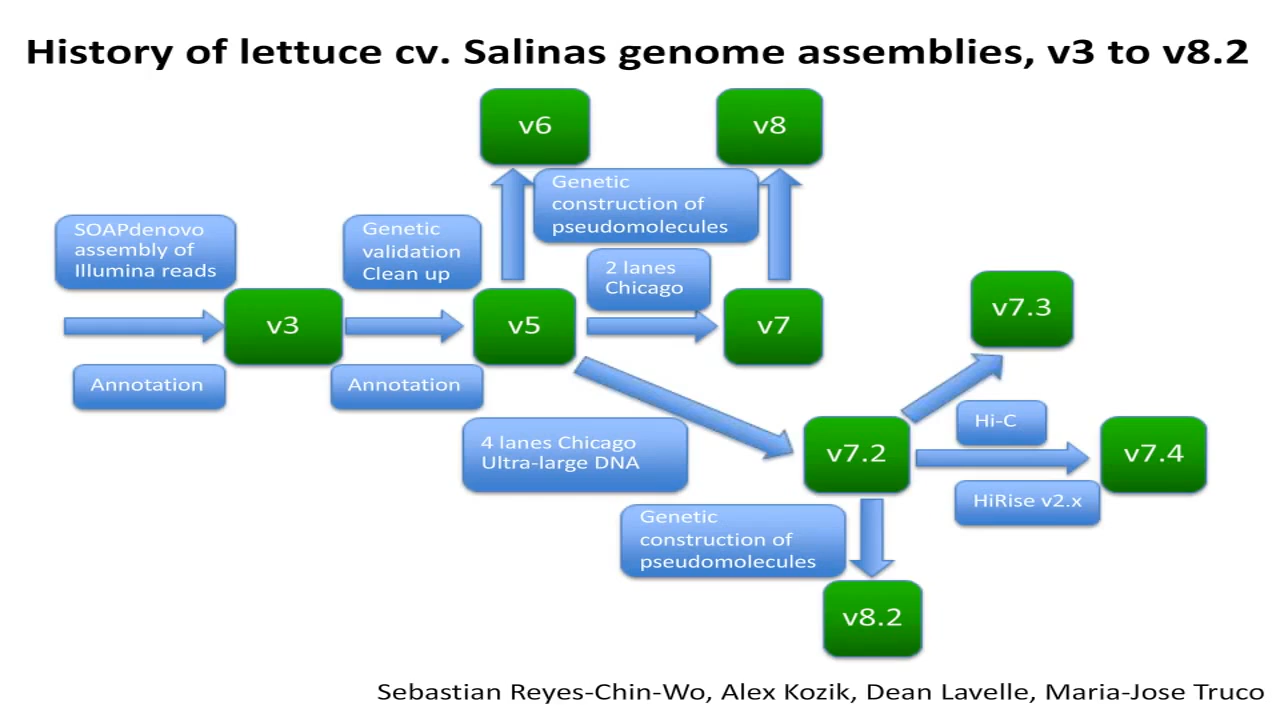 History of lettuce cv. Salinas genome assemblies, v3 to v8.2
v6
v8
Genetic
construction of
pseudomolecules
SOAPdenovo
assembly of
Illumina reads
Genetic
validation
Clean up
2 lanes
Chicago
v3
v5
v7
v7.3
Annotation
Annotation
Hi-C
4 lanes Chicago
Ultra-large DNA
v7.2
v7.4
HiRise v2.x
Genetic
construction of
pseudomolecules
v8.2
Sebastian Reyes-Chin-Wo, Alex Kozik, Dean Lavelle, Maria-Jose Truco